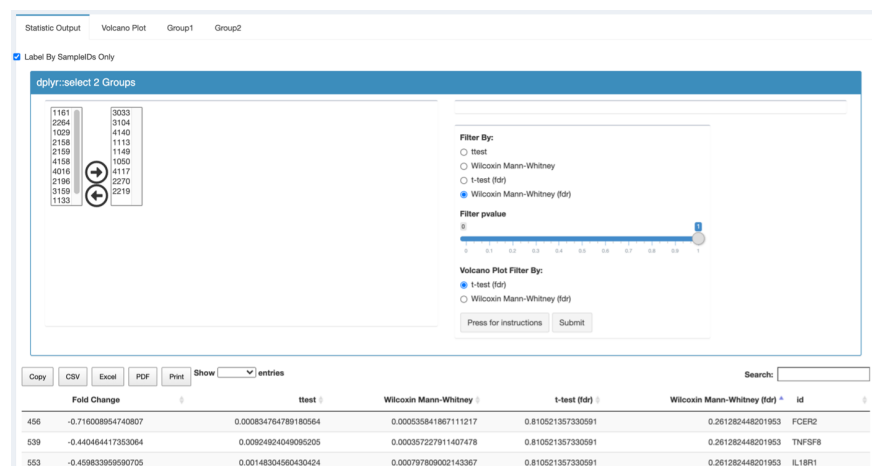 Statistic Output Volcano Plot Group1 Group2
Label By SampleIDs Only
dplyr::select 2 Groups
1161
2264
1029
2158
2159
4158
4016
2196
3159
1133
3033
3104
4140
1113
1149
1050
4117
2270
2219
Filter By:
ttest
Wilcoxin Mann-Whitney
t-test (fdr)
Wilcoxin Mann-Whitney (fdr)
Filter pvalue
0 1
0 0.1 0.2 0.3 0.4 0.5 0.6 0.7 0.8 0.9 1
Volcano Plot Filter By:
t-test (fdr)
Wilcoxin Mann-Whitney (fdr)
Press for instructions Submit
Copy CSV Excel PDF Print Show entries Search:
Fold Change ttest Wilcoxin Mann-Whitney t-test (fdr) Wilcoxin Mann-Whitney (fdr) id
456 -0.716008954740807 0.000834764789180564 0.000535841867111217 0.810521357330591 0.261282448201953 FCER2
539 -0.440464417353064 0.00924924049095205 0.000357227911407478 0.810521357330591 0.261282448201953 TNFSF8
553 -0.459833959590705 0.00148304560430424 0.000797809002143367 0.810521357330591 0.261282448201953 IL18R1